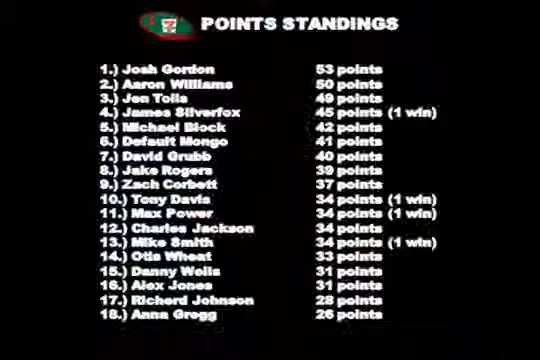 7
POINTS STANDINGS
1.) Josh Gordon 53 points
2.) Aaron Williams 50 points
3.) Jen Tolls 49 points
4.) James Silverfox 45 points (1 win)
5.) Michael Block 42 points
6.) Default Mongo 41 points
7.) David Grubb 40 points
8.) Jake Rogers 39 points
9.) Zach Corbett 37 points
10.) Tony Davis 34 points (1 win)
11.) Max Power 34 points (1 win)
12.) Charles Jackson 34 points
13.) Mike Smith 34 points (1 win)
14.) Otis Wheat 33 points
15.) Danny Wells 31 points
16.) Alex Jones 31 points
17.) Richard Johnson 28 points
18.) Anna Gregg 26 points